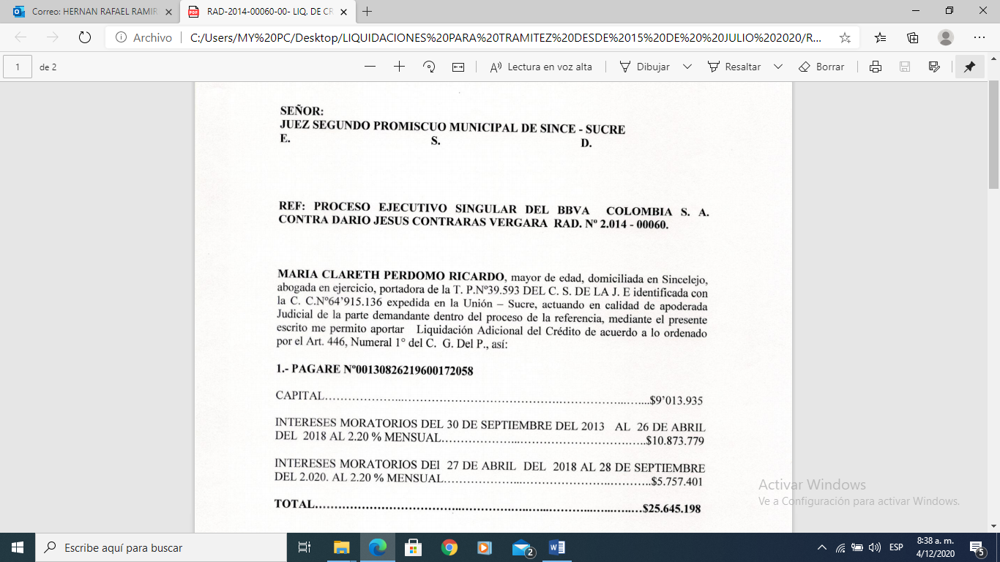 Correo: HERNAN RAFAEL RAMIR
RAD-2014-00060-00- LIQ. DE CR
Archivo
C:/Users/MY%20PC/Desktop/LIQUIDACIONES%20PARA%20TRAMITEZ%20DESDE%2015%20DE%20%20JULIO%202020/R...
1 de 2
Lectura en voz alta
Dibujar
Resaltar
Borrar
SEÑOR:
JUEZ SEGUNDO PROMISCUO MUNICIPAL DE SINCE - SUCRE
E. S. D.
REF: PROCESO EJECUTIVO SINGULAR DEL BBVA COLOMBIA S. A.
CONTRA DARIO JESUS CONTRARAS VERGARA RAD. Nº 2.014 - 00060.
MARIA CLARETH PERDOMO RICARDO, mayor de edad, domiciliada en Sincelejo,
abogada en ejercicio, portadora de la T. P.Nº39.593 DEL C. S. DE LA J. E identificada con
la C. C.Nº64’915.136 expedida en la Unión – Sucre, actuando en calidad de apoderada
Judicial de la parte demandante dentro del proceso de la referencia, mediante el presente
escrito me permito aportar Liquidación Adicional del Crédito de acuerdo a lo ordenado
por el Art. 446, Numeral 1° del C. G. Del P., así:
1.- PAGARE Nº00130826219600172058
CAPITAL……………………………………………………………………$9’013.935
INTERESES MORATORIOS DEL 30 DE SEPTIEMBRE DEL 2013 AL 26 DE ABRIL
DEL 2018 AL 2.20 % MENSUAL………………………………………….$10.873.779
INTERESES MORATORIOS DEl 27 DE ABRIL DEL 2018 AL 28 DE SEPTIEMBRE
DEL 2.020. AL 2.20 % MENSUAL…………………………………………$5.757.401
TOTAL……………………………………………………………………$25.645.198
Activar Windows
Ve a Configuración para activar Windows.
Escribe aquí para buscar
2
ESP
8:38 a. m.
4/12/2020
5